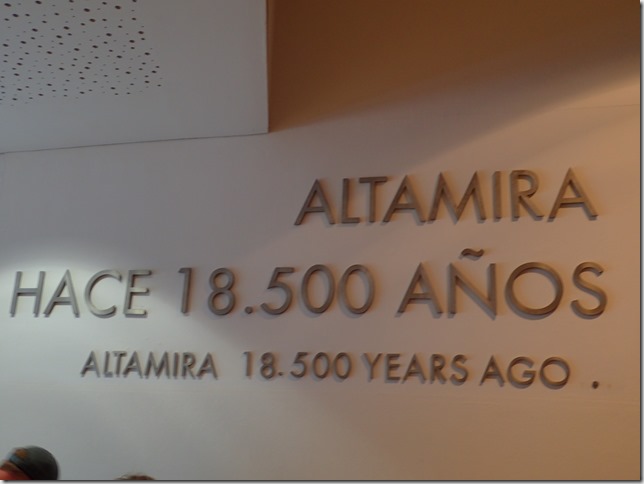 ALTAMIRA
HACE 18.500 AÑOS
ALTAMIRA 18.500 YEARS AGO .